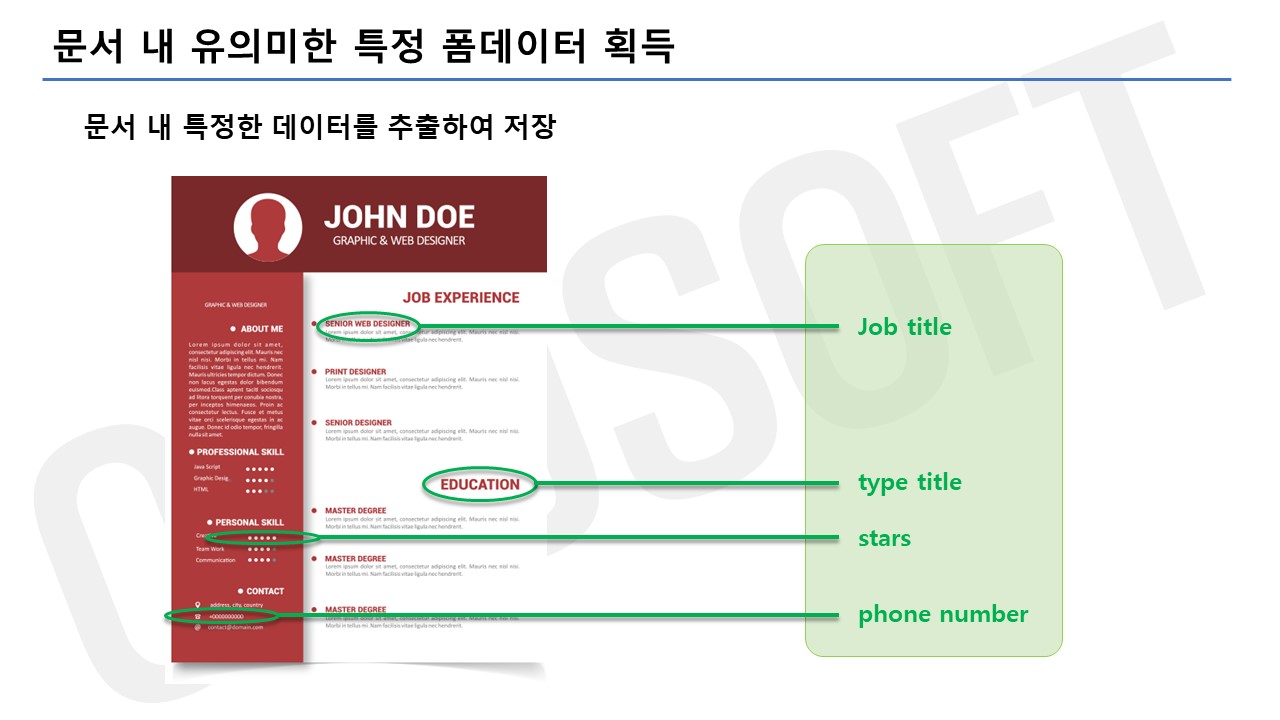 문서 내 유의미한 특정 폼데이터 획득
문서 내 특정한 데이터를 추출하여 저장
JOHN DOE
GRAPHIC & WEB DESIGNER
GRAPHIC & WEB DESIGNER
ABOUT ME
Lorem ipsum dolor sit amet,
consectetur adipiscing elit. Mauris nec
nisl nisi. Morbi in tellus mi. Nam
facilisis vitae ligula nec hendrerit.
Mauris ultricies tempor dictum. Donec
non lacus egestas dolor bibendum
euismod.Class aptent taciti sociosqu
ad litora torquent per conubia nostra,
per inceptos himenaeos. Proin ac
consectetur lectus. Fusce et metus
vitae orci scelerisque egestas in ac
augue. Donec id odio tempor, fringilla
nulla sit amet.
PROFESSIONAL SKILL
Java Script
Graphic Desig..
HTML
PERSONAL SKILL
Team Work
Communication
CONTACT
address, city, country
+0000000000
contact@domain.com
JOB EXPERIENCE
SENIOR WEB DESIGNER
Lorem ipsum dolor sit amet, consectetur adipiscing elit. Mauris nec nisl nisi.
Morbi in tellus mi. Nam facilisis vitae ligula nec hendrerit.
PRINT DESIGNER
Lorem ipsum dolor sit amet, consectetur adipiscing elit. Mauris nec nisl nisi.
Morbi in tellus mi. Nam facilisis vitae ligula nec hendrerit.
SENIOR DESIGNER
Lorem ipsum dolor sit amet, consectetur adipiscing elit. Mauris nec nisl nisi.
Morbi in tellus mi. Nam facilisis vitae ligula nec hendrerit.
EDUCATION
MASTER DEGREE
Lorem ipsum dolor sit amet, consectetur adipiscing elit. Mauris nec nisl nisi.
Morbi in tellus mi. Nam facilisis vitae ligula nec hendrerit.
MASTER DEGREE
Lorem ipsum dolor sit amet, consectetur adipiscing elit. Mauris nec nisl nisi.
Morbi in tellus mi. Nam facilisis vitae ligula nec hendrerit.
MASTER DEGREE
Lorem ipsum dolor sit amet, consectetur adipiscing elit. Mauris nec nisl nisi.
Morbi in tellus mi. Nam facilisis vitae ligula nec hendrerit.
Job title
type title
stars
phone number